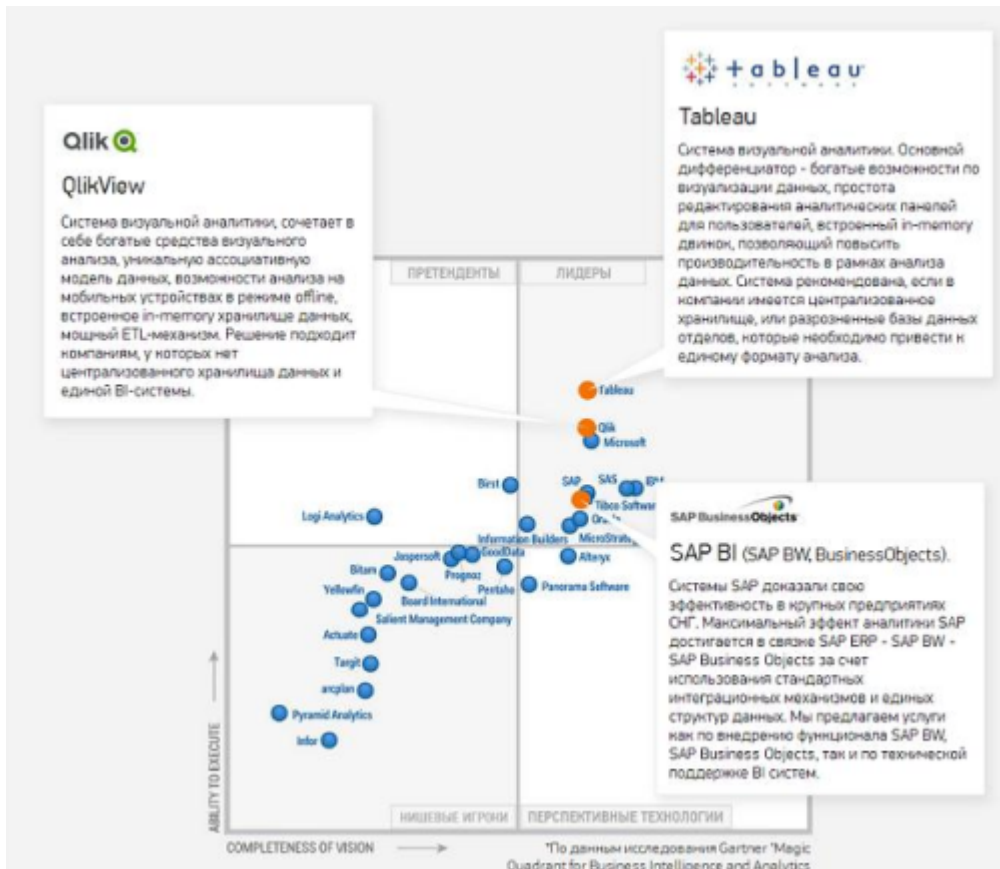 Qlik
QlikView
Система визуальной аналитики, сочетает в
себе богатые средства визуального
анализа, уникальную ассоциативную
модель данных, возможности анализа на
мобильных устройствах в режиме offline,
встроенное in-memory хранилище данных,
мощный ETL-механизм. Решение подходит
компаниям, у которых нет
централизованного хранилища данных и
единой BI-системы.
+ a b l e a u
S O F T W A R E
Tableau
Система визуальной аналитики. Основной
дифференциатор - богатые возможности по
визуализации данных, простота
редактирования аналитических панелей
для пользователей, встроенный in-memory
движок, позволяющий повысить
производительность в рамках анализа
данных. Система рекомендована, если в
компании имеется централизованное
хранилище, или разрозненные базы данных
отделов, которые необходимо привести к
единому формату анализа.
ПРЕТЕНДЕНТЫ
ЛИДЕРЫ
Tableau
Qlik
Microsoft
Birst
SAP
SAS
Tibco Software
Logi Analytics
Oracle
Information Builders
MicroStrategy
Jaspersoft
GoodData
Alteryx
Prognoz
Bitam
Pentaho
Panorama Software
Board International
Yellowfin
Salient Management Company
Actuate
Targit
arcplan
Pyramid Analytics
Infor
SAP BusinessObjects
SAP BI (SAP BW, BusinessObjects).
Системы SAP доказали свою
эффективность в крупных предприятиях
СНГ. Максимальный эффект аналитики SAP
достигается в связке SAP ERP - SAP BW -
SAP Business Objects за счет
использования стандартных
интеграционных механизмов и единых
структур данных. Мы предлагаем услуги
как по внедрению функционала SAP BW,
SAP Business Objects, так и по технической
поддержке BI систем.
ABILITY TO EXECUTE
НИШЕВЫЕ ИГРОКИ
ПЕРСПЕКТИВНЫЕ ТЕХНОЛОГИИ
COMPLETENESS OF VISION
*По данным исследования Gartner "Magic
Quadrant for Business Intelligence and Analytics